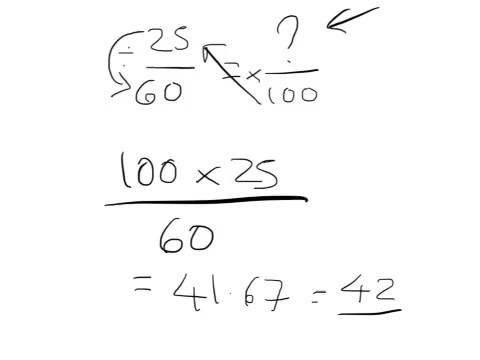 ÷ 25/60 = × ?/100
100 × 25
60
= 41.67 = 42